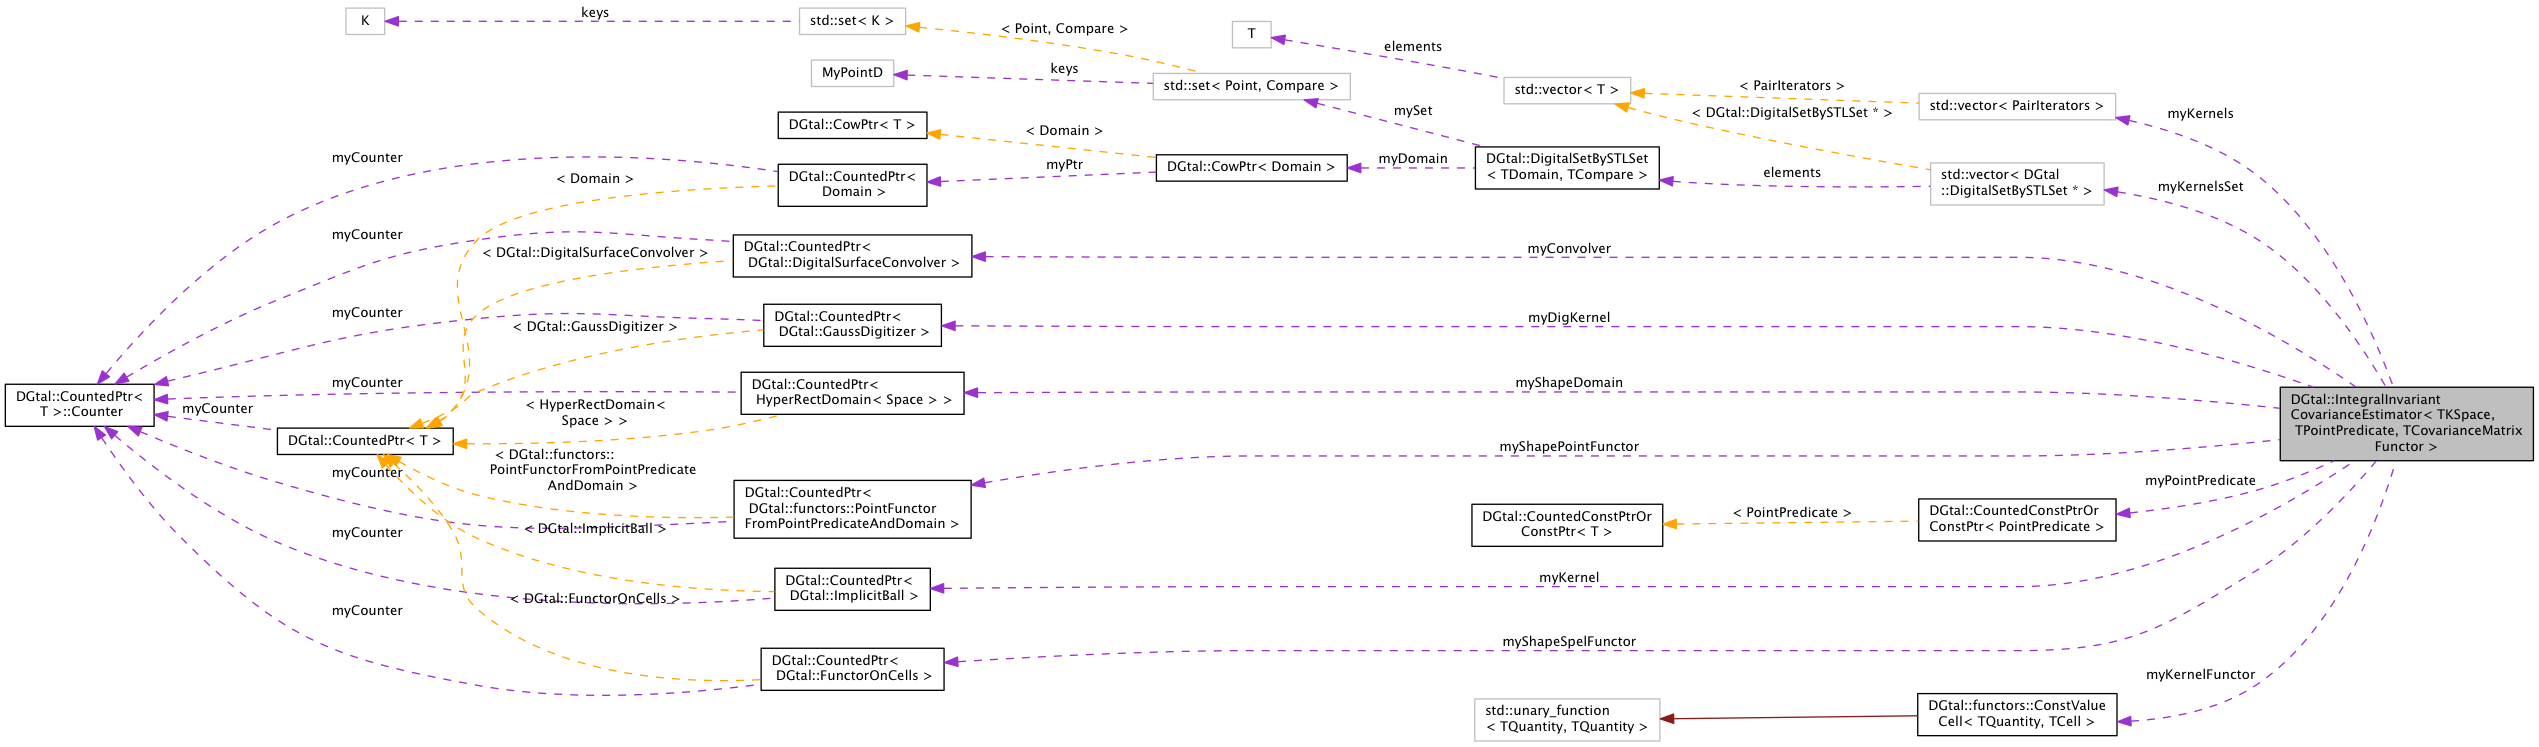 K
keys
std::set< K >
< Point, Compare >
T
elements
MyPointD
keys
std::set< Point, Compare >
std::vector< T >
< PairIterators >
std::vector< PairIterators >
myKernels
DGtal::CowPtr< T >
< Domain >
mySet
< DGtal::DigitalSetBySTLSet * >
myCounter
< Domain >
DGtal::CountedPtr<
Domain >
myPtr
DGtal::CowPtr< Domain >
myDomain
DGtal::DigitalSetBySTLSet
< TDomain, TCompare >
elements
std::vector< DGtal
::DigitalSetBySTLSet * >
myKernelsSet
myCounter
< DGtal::DigitalSurfaceConvolver >
DGtal::CountedPtr<
DGtal::DigitalSurfaceConvolver >
myConvolver
myCounter
< DGtal::GaussDigitizer >
DGtal::CountedPtr<
DGtal::GaussDigitizer >
myDigKernel
DGtal::CountedPtr<
T >::Counter
myCounter
myCounter
DGtal::CountedPtr< T >
< HyperRectDomain<
Space > >
DGtal::CountedPtr<
HyperRectDomain< Space > >
myShapeDomain
DGtal::IntegralInvariant
CovarianceEstimator< TKSpace,
TPointPredicate, TCovarianceMatrix
Functor >
myCounter
< DGtal::functors::
PointFunctorFromPointPredicate
AndDomain >
DGtal::CountedPtr<
DGtal::functors::PointFunctor
FromPointPredicateAndDomain >
myShapePointFunctor
DGtal::CountedConstPtrOr
ConstPtr< T >
< PointPredicate >
DGtal::CountedConstPtrOr
ConstPtr< PointPredicate >
myPointPredicate
myCounter
< DGtal::ImplicitBall >
DGtal::CountedPtr<
DGtal::ImplicitBall >
myKernel
myCounter
< DGtal::FunctorOnCells >
DGtal::CountedPtr<
DGtal::FunctorOnCells >
myShapeSpelFunctor
std::unary_function
< TQuantity, TQuantity >
DGtal::functors::ConstValue
Cell< TQuantity, TCell >
myKernelFunctor